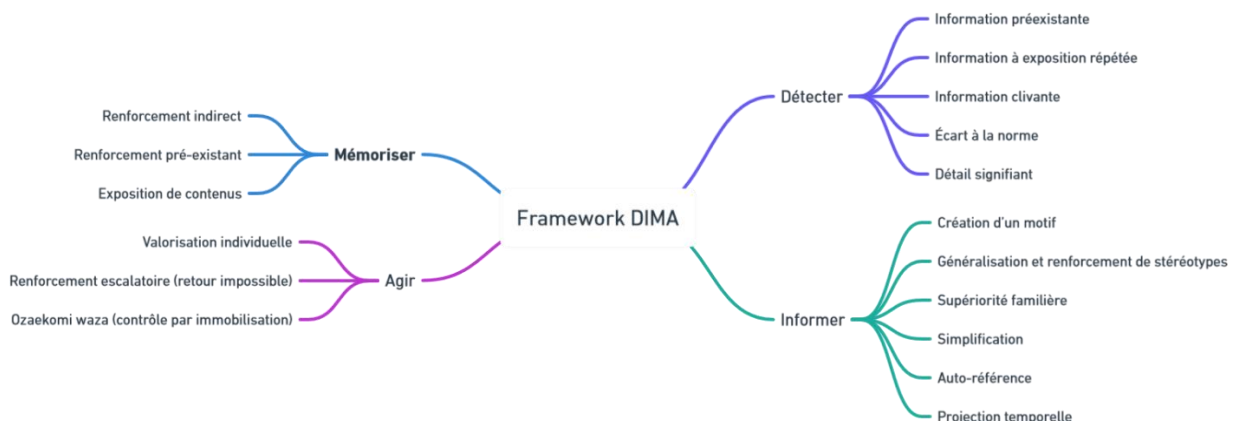 Framework DIMA
Détecter
Information préexistante
Information à exposition répétée
Information clivante
Écart à la norme
Détail signifiant
Informer
Création d'un motif
Généralisation et renforcement de stéréotypes
Supériorité familière
Simplification
Auto-référence
Projection temporelle
Mémoriser
Renforcement indirect
Renforcement pré-existant
Exposition de contenus
Agir
Valorisation individuelle
Renforcement escalatoire (retour impossible)
Ozaekomi waza (contrôle par immobilisation)